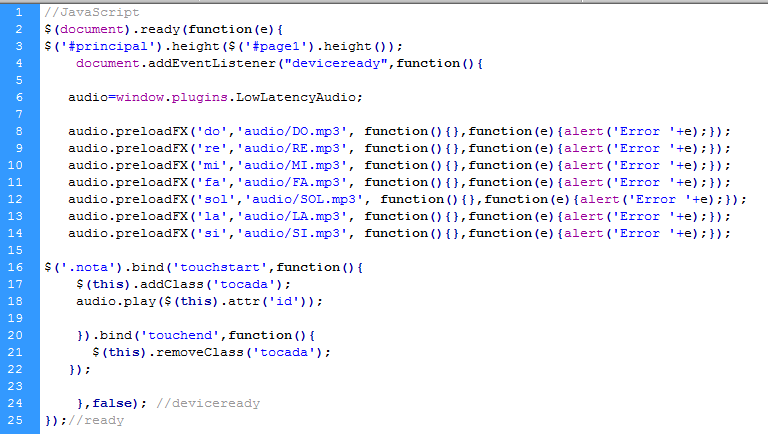 1 //JavaScript
2 $(document).ready(function(e){
3 $('#principal').height($('#page1').height());
4     document.addEventListener("deviceready",function(){
5
6    audio=window.plugins.LowLatencyAudio;
7
8    audio.preloadFX('do','audio/DO.mp3', function(){},function(e){alert('Error '+e);});
9    audio.preloadFX('re','audio/RE.mp3', function(){},function(e){alert('Error '+e);});
10    audio.preloadFX('mi','audio/MI.mp3', function(){},function(e){alert('Error '+e);});
11    audio.preloadFX('fa','audio/FA.mp3', function(){},function(e){alert('Error '+e);});
12    audio.preloadFX('sol','audio/SOL.mp3', function(){},function(e){alert('Error '+e);});
13    audio.preloadFX('la','audio/LA.mp3', function(){},function(e){alert('Error '+e);});
14    audio.preloadFX('si','audio/SI.mp3', function(){},function(e){alert('Error '+e);});
15
16 $('.nota').bind('touchstart',function(){
17     $(this).addClass('tocada');
18     audio.play($(this).attr('id'));
19
20     }).bind('touchend',function(){
21       $(this).removeClass('tocada');
22    });
23
24     },false); //deviceready
25 });//ready